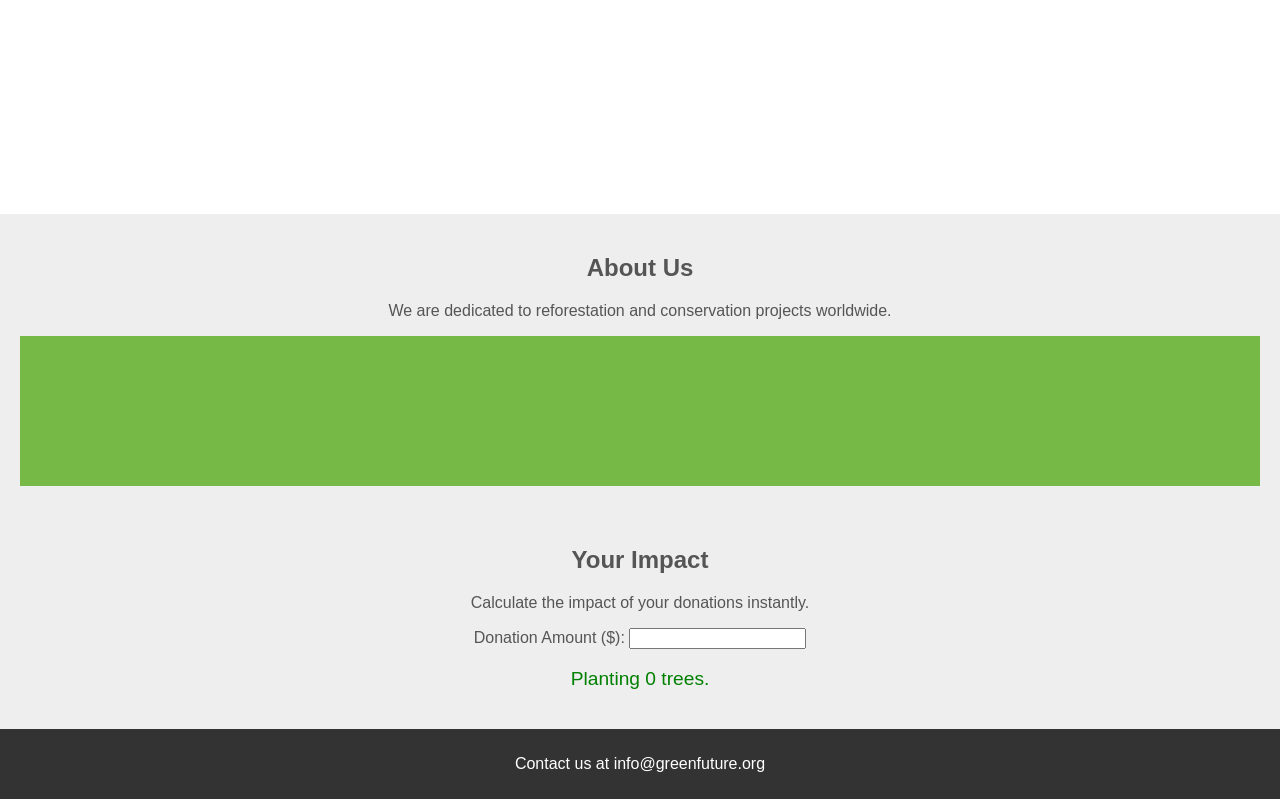 About Us
We are dedicated to reforestation and conservation projects worldwide.
Your Impact
Calculate the impact of your donations instantly.
Donation Amount ($):
Planting 0 trees.
Contact us at info@greenfuture.org